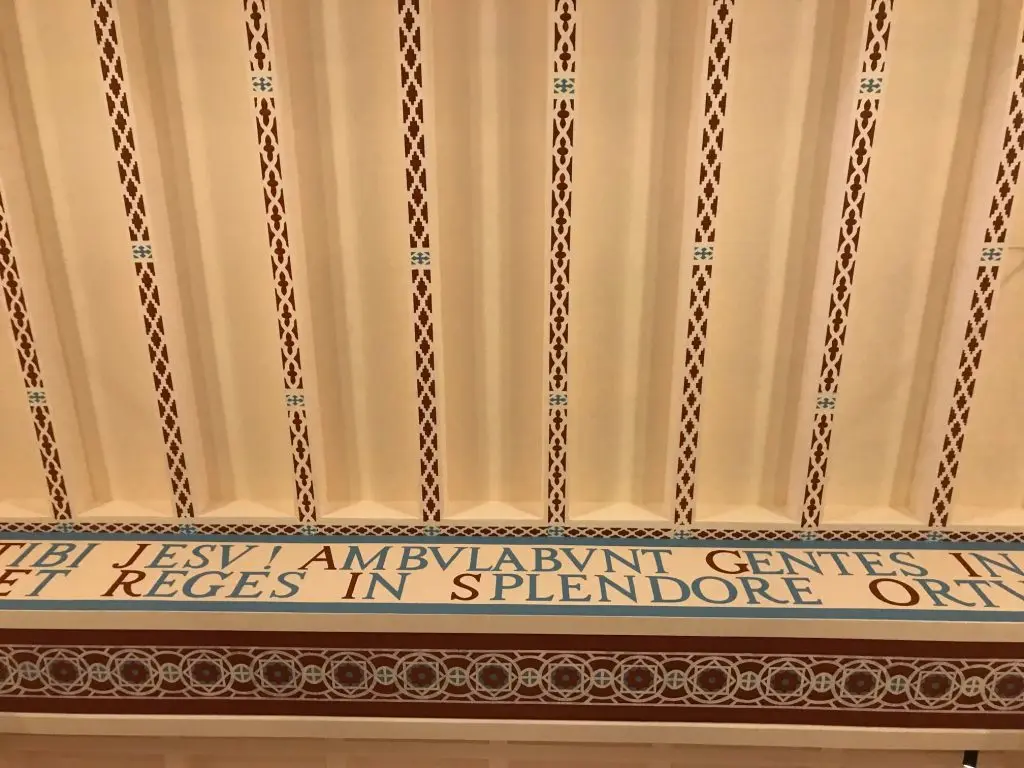 TIBI JESV! AMBVLABVNT GENTES IN
ET REGES IN SPLENDORE ORTV